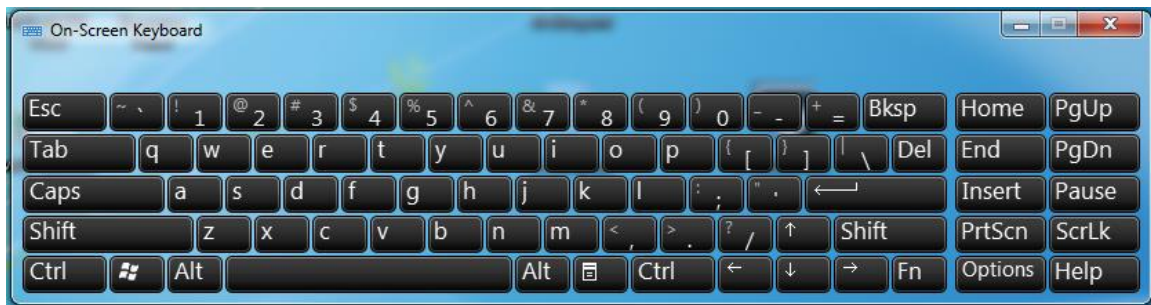 On-Screen Keyboard
Esc ~ ` ! 1 @ 2 # 3 $ 4 % 5 ^ 6 & 7 * 8 ( 9 ) 0 _ - + = Bksp Home PgUp
Tab q w e r t y u i o p { [ } ] | \ Del End PgDn
Caps a s d f g h j k l : ; " ' Insert Pause
Shift z x c v b n m < , > . ? / ↑ Shift PrtScn ScrLk
Ctrl Alt Alt Ctrl ← ↓ → Fn Options Help